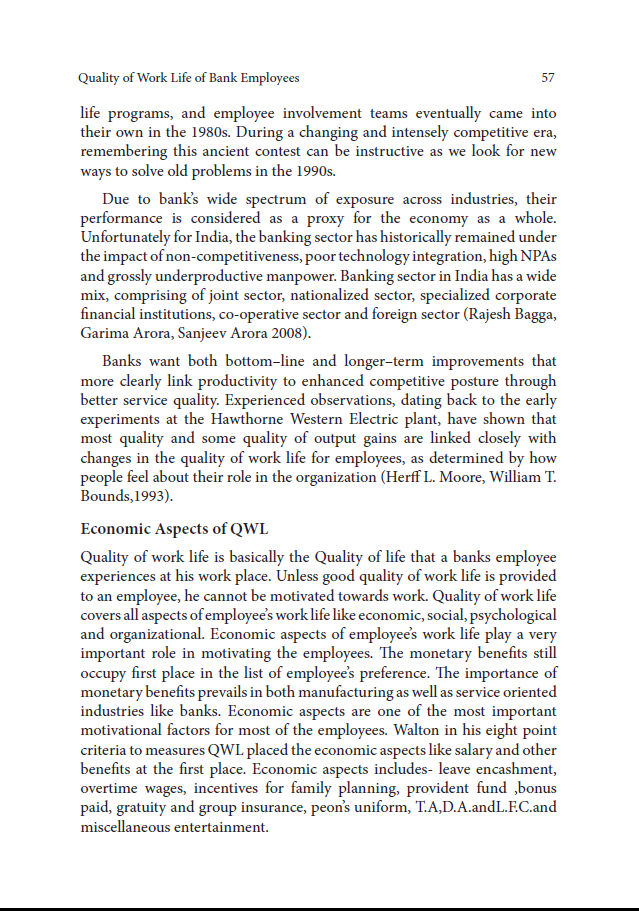 Quality of Work Life of Bank Employees 57
life programs, and employee involvement teams eventually came into
their own in the 1980s. During a changing and intensely competitive era,
remembering this ancient contest can be instructive as we look for new
ways to solve old problems in the 1990s.
Due to bank's wide spectrum of exposure across industries, their
performance is considered as a proxy for the economy as a whole.
Unfortunately for India, the banking sector has historically remained under
the impact of non-competitiveness, poor technology integration, high NPAs
and grossly underproductive manpower. Banking sector in India has a wide
mix, comprising of joint sector, nationalized sector, specialized corporate
financial institutions, co-operative sector and foreign sector (Rajesh Bagga,
Garima Arora, Sanjeev Arora 2008).
Banks want both bottom–line and longer–term improvements that
more clearly link productivity to enhanced competitive posture through
better service quality. Experienced observations, dating back to the early
experiments at the Hawthorne Western Electric plant, have shown that
most quality and some quality of output gains are linked closely with
changes in the quality of work life for employees, as determined by how
people feel about their role in the organization (Herff L. Moore, William T.
Bounds,1993).
Economic Aspects of QWL
Quality of work life is basically the Quality of life that a banks employee
experiences at his work place. Unless good quality of work life is provided
to an employee, he cannot be motivated towards work. Quality of work life
covers all aspects of employee's work life like economic, social, psychological
and organizational. Economic aspects of employee's work life play a very
important role in motivating the employees. The monetary benefits still
occupy first place in the list of employee's preference. The importance of
monetary benefits prevails in both manufacturing as well as service oriented
industries like banks. Economic aspects are one of the most important
motivational factors for most of the employees. Walton in his eight point
criteria to measures QWL placed the economic aspects like salary and other
benefits at the first place. Economic aspects includes- leave encashment,
overtime wages, incentives for family planning, provident fund ,bonus
paid, gratuity and group insurance, peon's uniform, T.A,D.A.andL.F.C.and
miscellaneous entertainment.